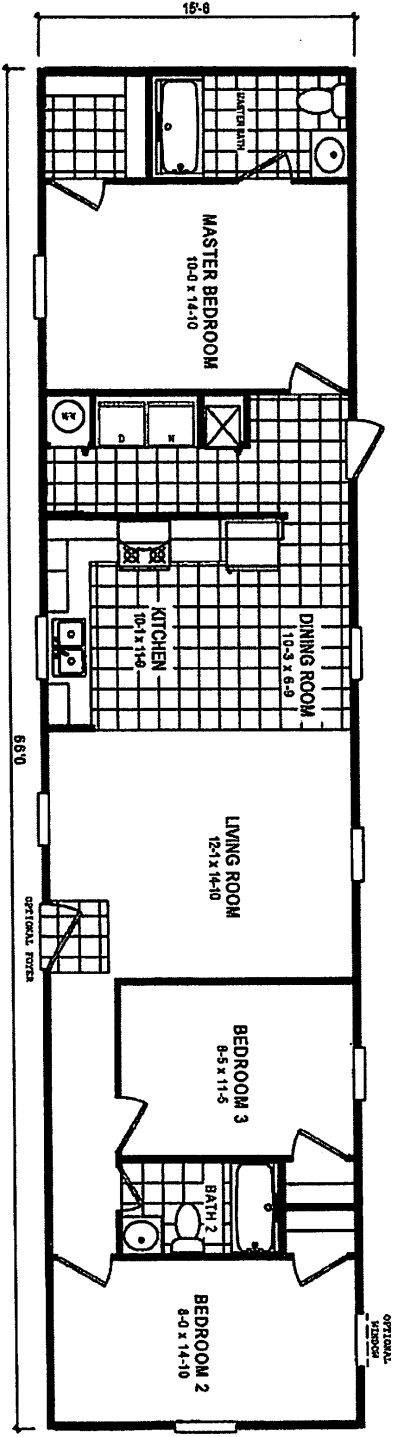 15'-6
MASTER BATH
MASTER BEDROOM
10-0 x 14-10
D
W
KITCHEN
10-1 x 11-9
DINING ROOM
10-3 x 6-9
66'0
LIVING ROOM
12-1 x 14-10
OPTIONAL FOYER
BEDROOM 3
8-5 x 11-5
BATH 2
BEDROOM 2
8-0 x 14-10
OPTIONAL
WINDOW